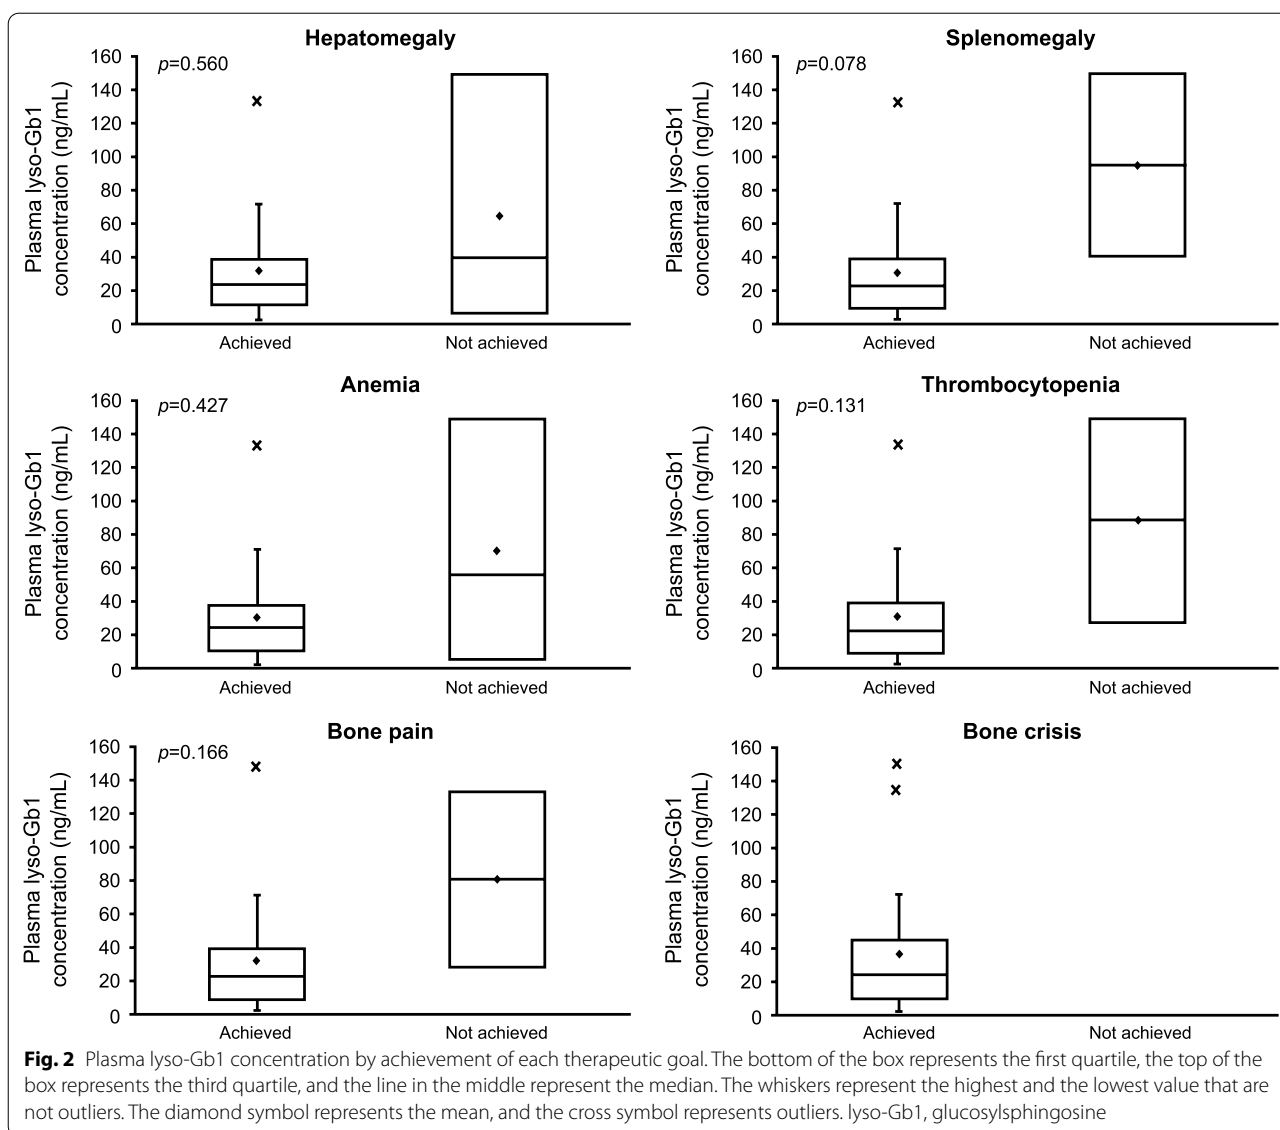 Hepatomegaly
p=0.560
Plasma lyso-Gb1
concentration (ng/mL)
160
140
120
100
80
60
40
20
0
Achieved
Not achieved
Splenomegaly
p=0.078
Plasma lyso-Gb1
concentration (ng/mL)
160
140
120
100
80
60
40
20
0
Achieved
Not achieved
Anemia
p=0.427
Plasma lyso-Gb1
concentration (ng/mL)
160
140
120
100
80
60
40
20
0
Achieved
Not achieved
Thrombocytopenia
p=0.131
Plasma lyso-Gb1
concentration (ng/mL)
160
140
120
100
80
60
40
20
0
Achieved
Not achieved
Bone pain
p=0.166
Plasma lyso-Gb1
concentration (ng/mL)
160
140
120
100
80
60
40
20
0
Achieved
Not achieved
Bone crisis
Plasma lyso-Gb1
concentration (ng/mL)
160
140
120
100
80
60
40
20
0
Achieved
Not achieved
Fig. 2 Plasma lyso-Gb1 concentration by achievement of each therapeutic goal. The bottom of the box represents the first quartile, the top of the
box represents the third quartile, and the line in the middle represent the median. The whiskers represent the highest and the lowest value that are
not outliers. The diamond symbol represents the mean, and the cross symbol represents outliers. lyso-Gb1, glucosylsphingosine